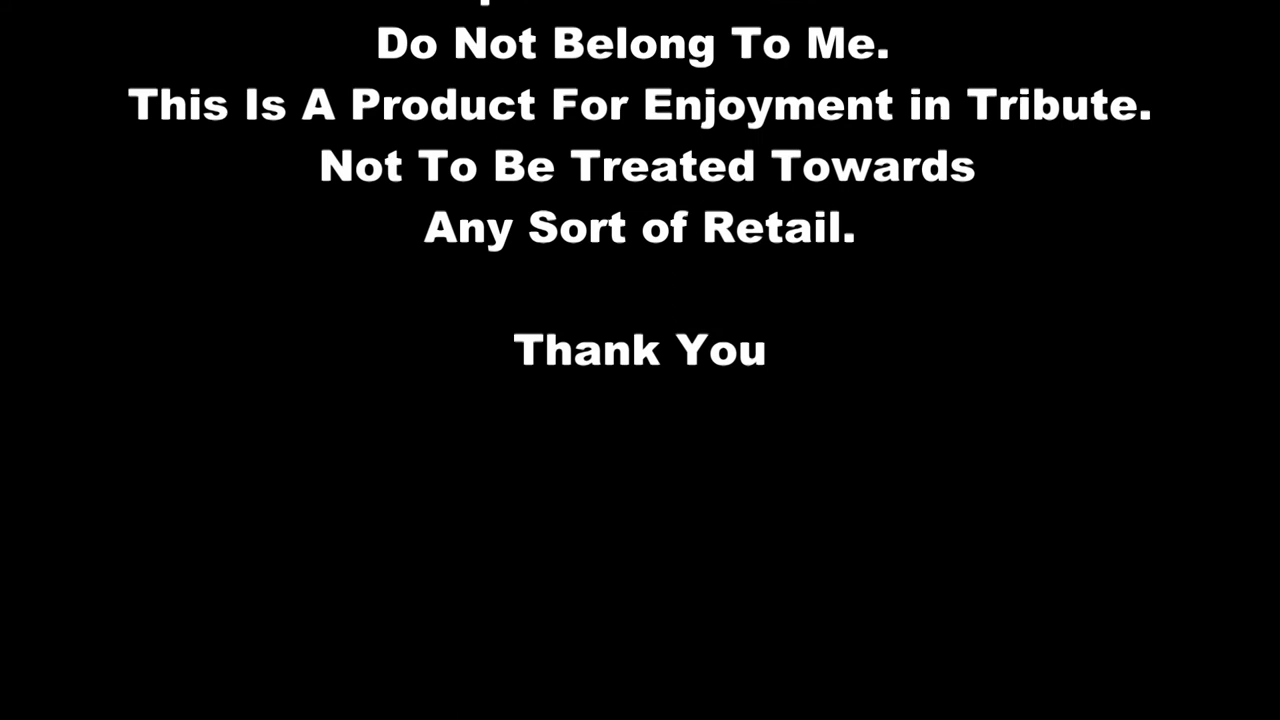 Do Not Belong To Me.
This Is A Product For Enjoyment in Tribute.
Not To Be Treated Towards
Any Sort of Retail.
Thank You